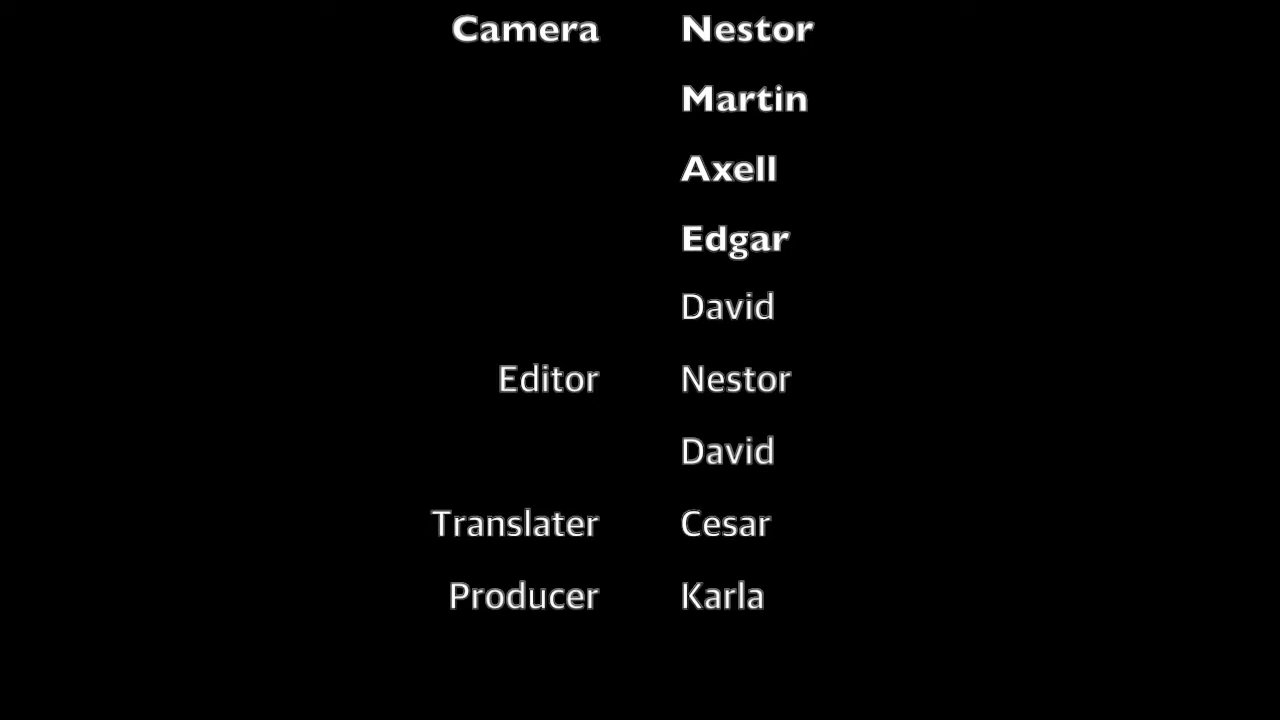 Camera Nestor
Martin
Axell
Edgar
David
Editor Nestor
David
Translater Cesar
Producer Karla